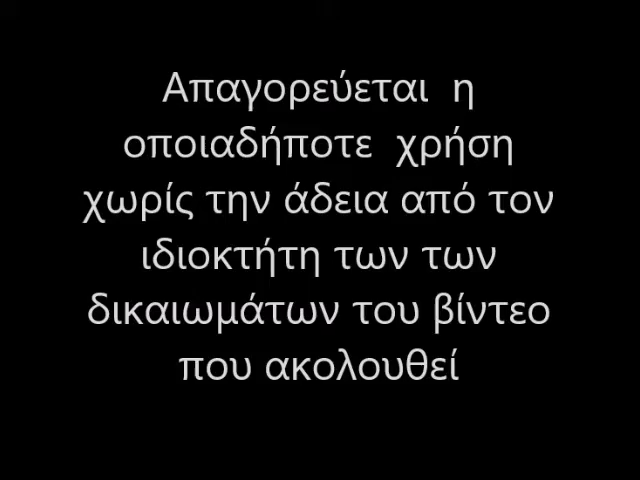 Απαγορεύεται η
οποιαδήποτε χρήση
χωρίς την άδεια από τον
ιδιοκτήτη των των
δικαιωμάτων του βίντεο
που ακολουθεί